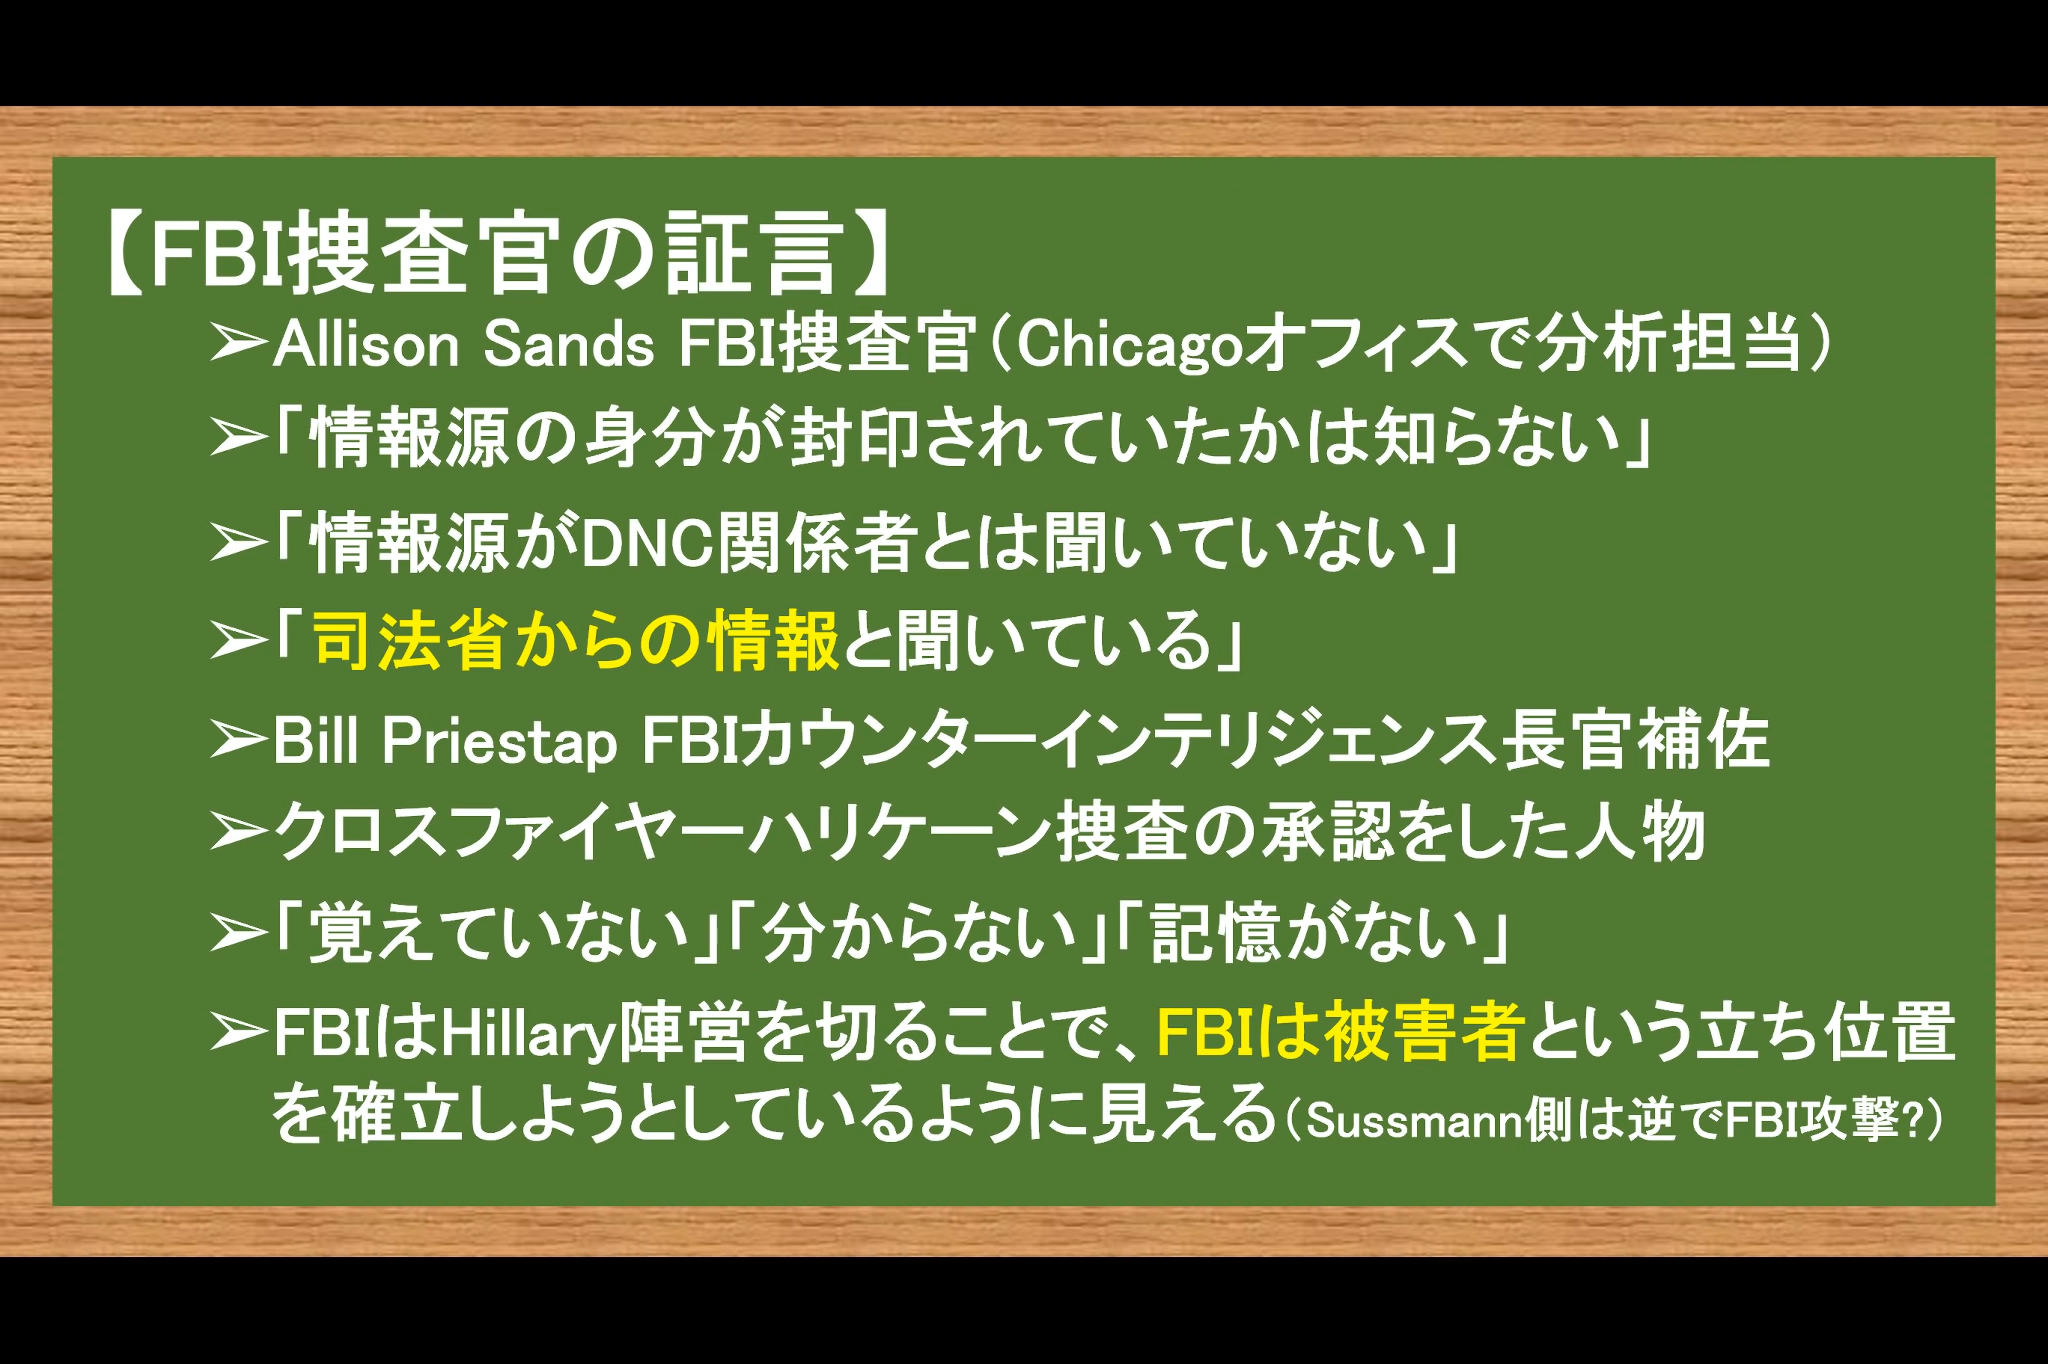 【FBI捜査官の証言】
➢Allison Sands FBI捜査官（Chicagoオフィスで分析担当）
➢「情報源の身分が封印されていたかは知らない」
➢「情報源がDNC関係者とは聞いていない」
➢「司法省からの情報と聞いている」
➢Bill Priestap FBIカウンターインテリジェンス長官補佐
➢クロスファイヤーハリケーン捜査の承認をした人物
➢「覚えていない」「分からない」「記憶がない」
➢FBIはHillary陣営を切ることで、FBIは被害者という立ち位置
を確立しようとしているように見える（Sussmann側は逆でFBI攻撃?）